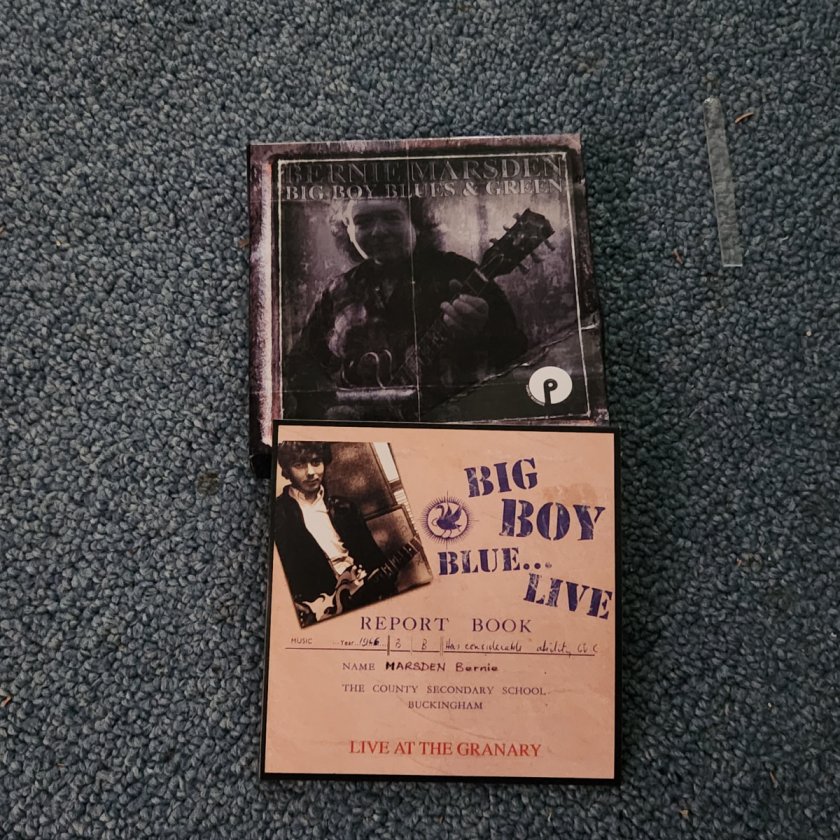 BERNIE MARSDEN
BIG BOY BLUES & GREEN
P
BIG
BOY
BLUE...
LIVE
REPORT BOOK
MUSIC Year. 1966 B B Has considerable ability, G.C.
NAME MARSDEN Bernie
THE COUNTY SECONDARY SCHOOL.
BUCKINGHAM
LIVE AT THE GRANARY